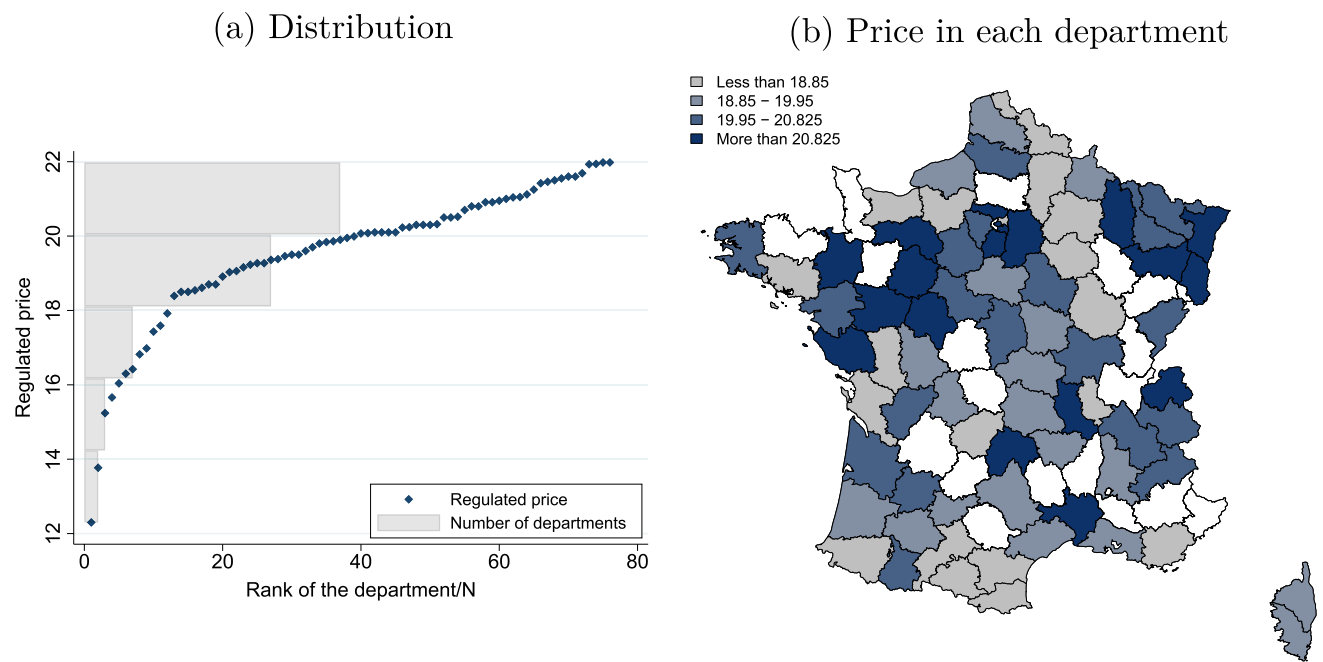 (a) Distribution
(b) Price in each department
Less than 18.85
18.85 − 19.95
19.95 − 20.825
More than 20.825
22
20
18
16
14
12
Regulated price
Regulated price
Number of departments
0
20
40
60
80
Rank of the department/N